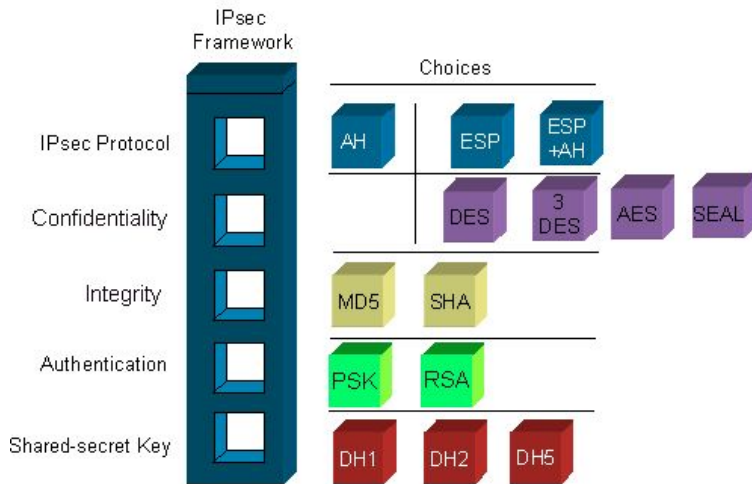 IPsec
Framework
Choices
IPsec Protocol
AH
ESP
ESP
+AH
Confidentiality
DES
3
DES
AES
SEAL
Integrity
MD5
SHA
Authentication
PSK
RSA
Shared-secret Key
DH1
DH2
DH5